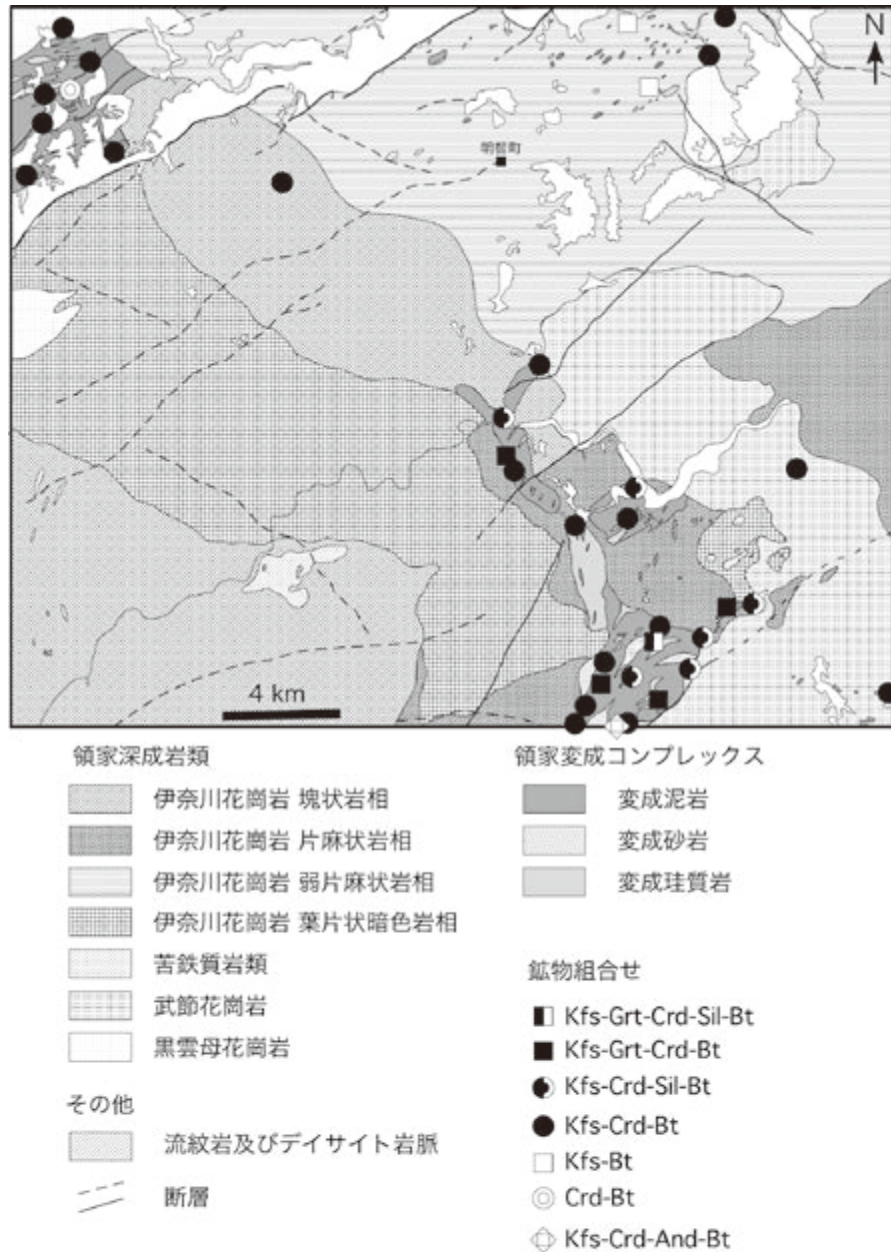 N
明智町
4 km
領家深成岩類
伊奈川花崗岩 塊状岩相
伊奈川花崗岩 片麻状岩相
伊奈川花崗岩 弱片麻状岩相
伊奈川花崗岩 葉片状暗色岩相
苦鉄質岩類
武節花崗岩
黒雲母花崗岩
その他
流紋岩及びデイサイト岩脈
断層
領家変成コンプレックス
変成泥岩
変成砂岩
変成珪質岩
鉱物組合せ
Kfs-Grt-Crd-Sil-Bt
Kfs-Grt-Crd-Bt
Kfs-Crd-Sil-Bt
Kfs-Crd-Bt
Kfs-Bt
Crd-Bt
Kfs-Crd-And-Bt